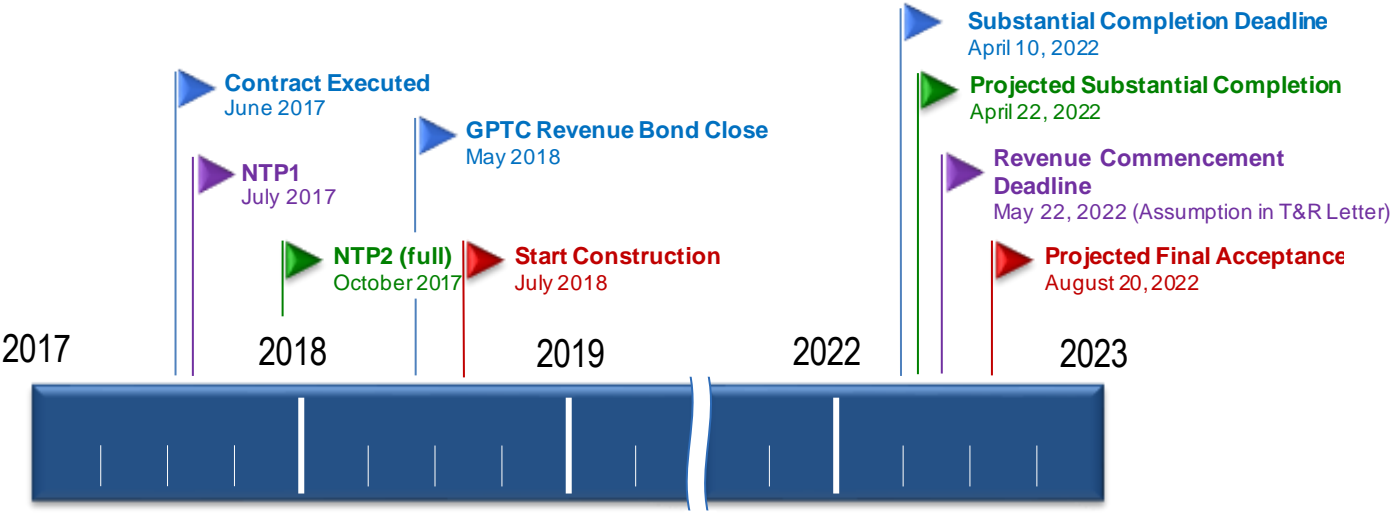 Substantial Completion Deadline
April 10, 2022
Contract Executed
June 2017
Projected Substantial Completion
April 22, 2022
GPTC Revenue Bond Close
May 2018
NTP1
July 2017
Revenue Commencement
Deadline
May 22, 2022 (Assumption in T&R Letter)
NTP2 (full)
October 2017
Start Construction
July 2018
Projected Final Acceptance
August 20, 2022
2017
2018
2019
2022
2023